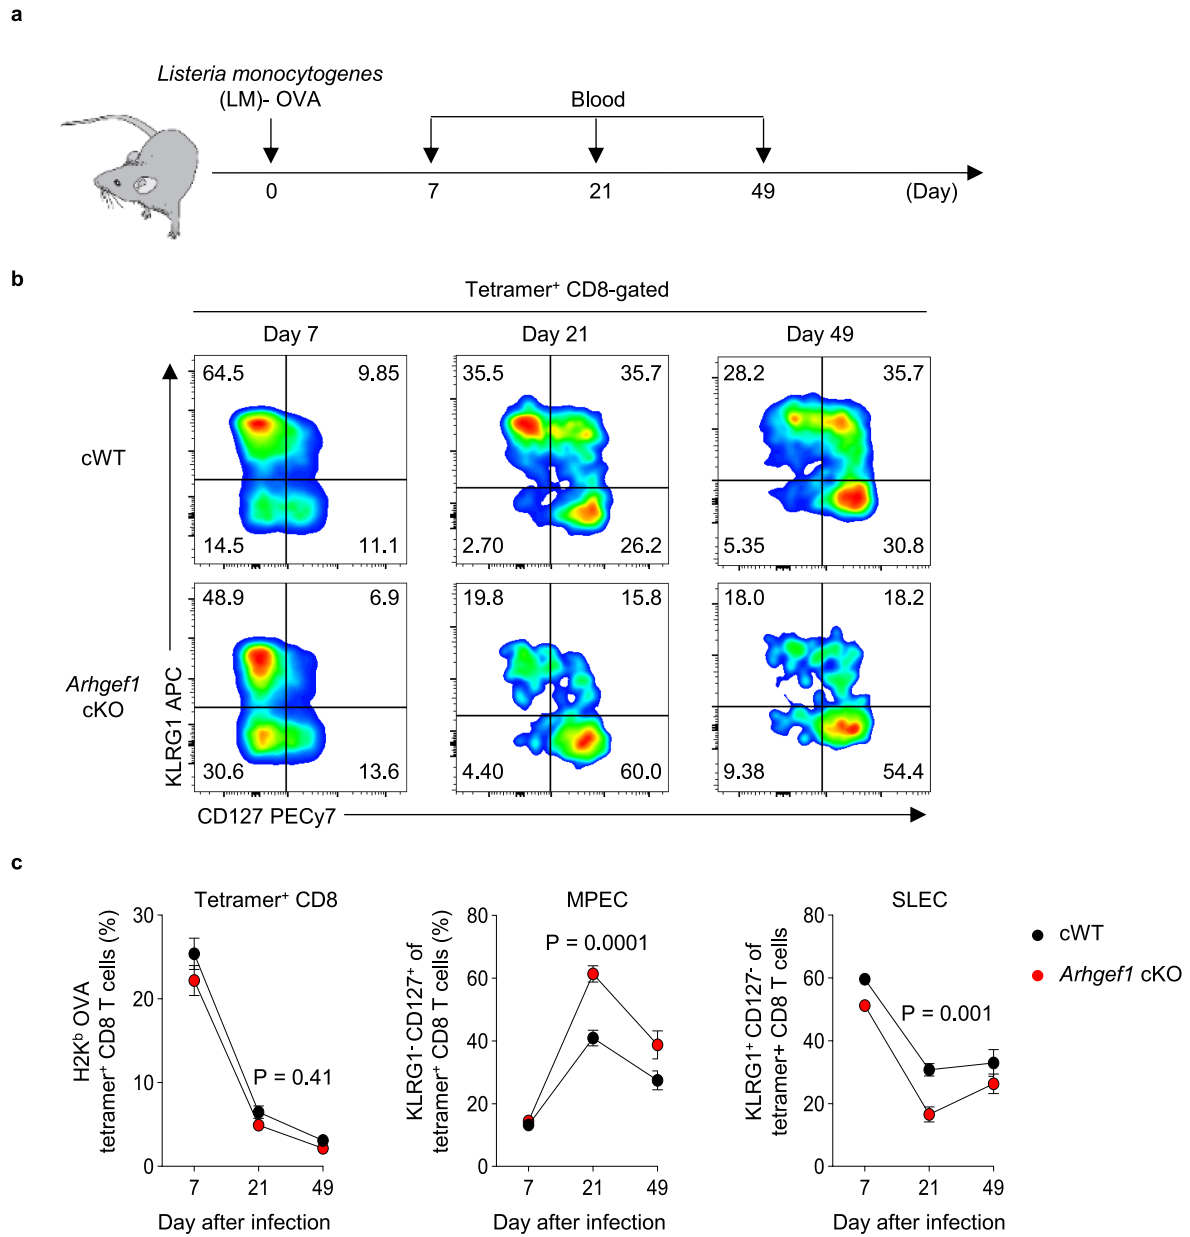 a
Listeria monocytogenes
(LM)- OVA
Blood
0
7
21
49
(Day)
b
Tetramer⁺ CD8-gated
Day 7
Day 21
Day 49
cWT
64.5
9.85
14.5
11.1
35.5
35.7
2.70
26.2
28.2
35.7
5.35
30.8
Arhgef1
cKO
48.9
6.9
30.6
13.6
19.8
15.8
4.40
60.0
18.0
18.2
9.38
54.4
KLRG1 APC
CD127 PECy7
c
Tetramer⁺ CD8
H2Kᵇ OVA
tetramer⁺ CD8 T cells (%)
30
20
10
0
P = 0.41
7
21
49
Day after infection
MPEC
KLRG1⁻ CD127⁺ of
tetramer⁺ CD8 T cells (%)
80
60
40
20
0
P = 0.0001
7
21
49
Day after infection
SLEC
KLRG1⁺ CD127⁻ of
tetramer+ CD8 T cells
80
60
40
20
0
P = 0.001
7
21
49
Day after infection
cWT
Arhgef1 cKO